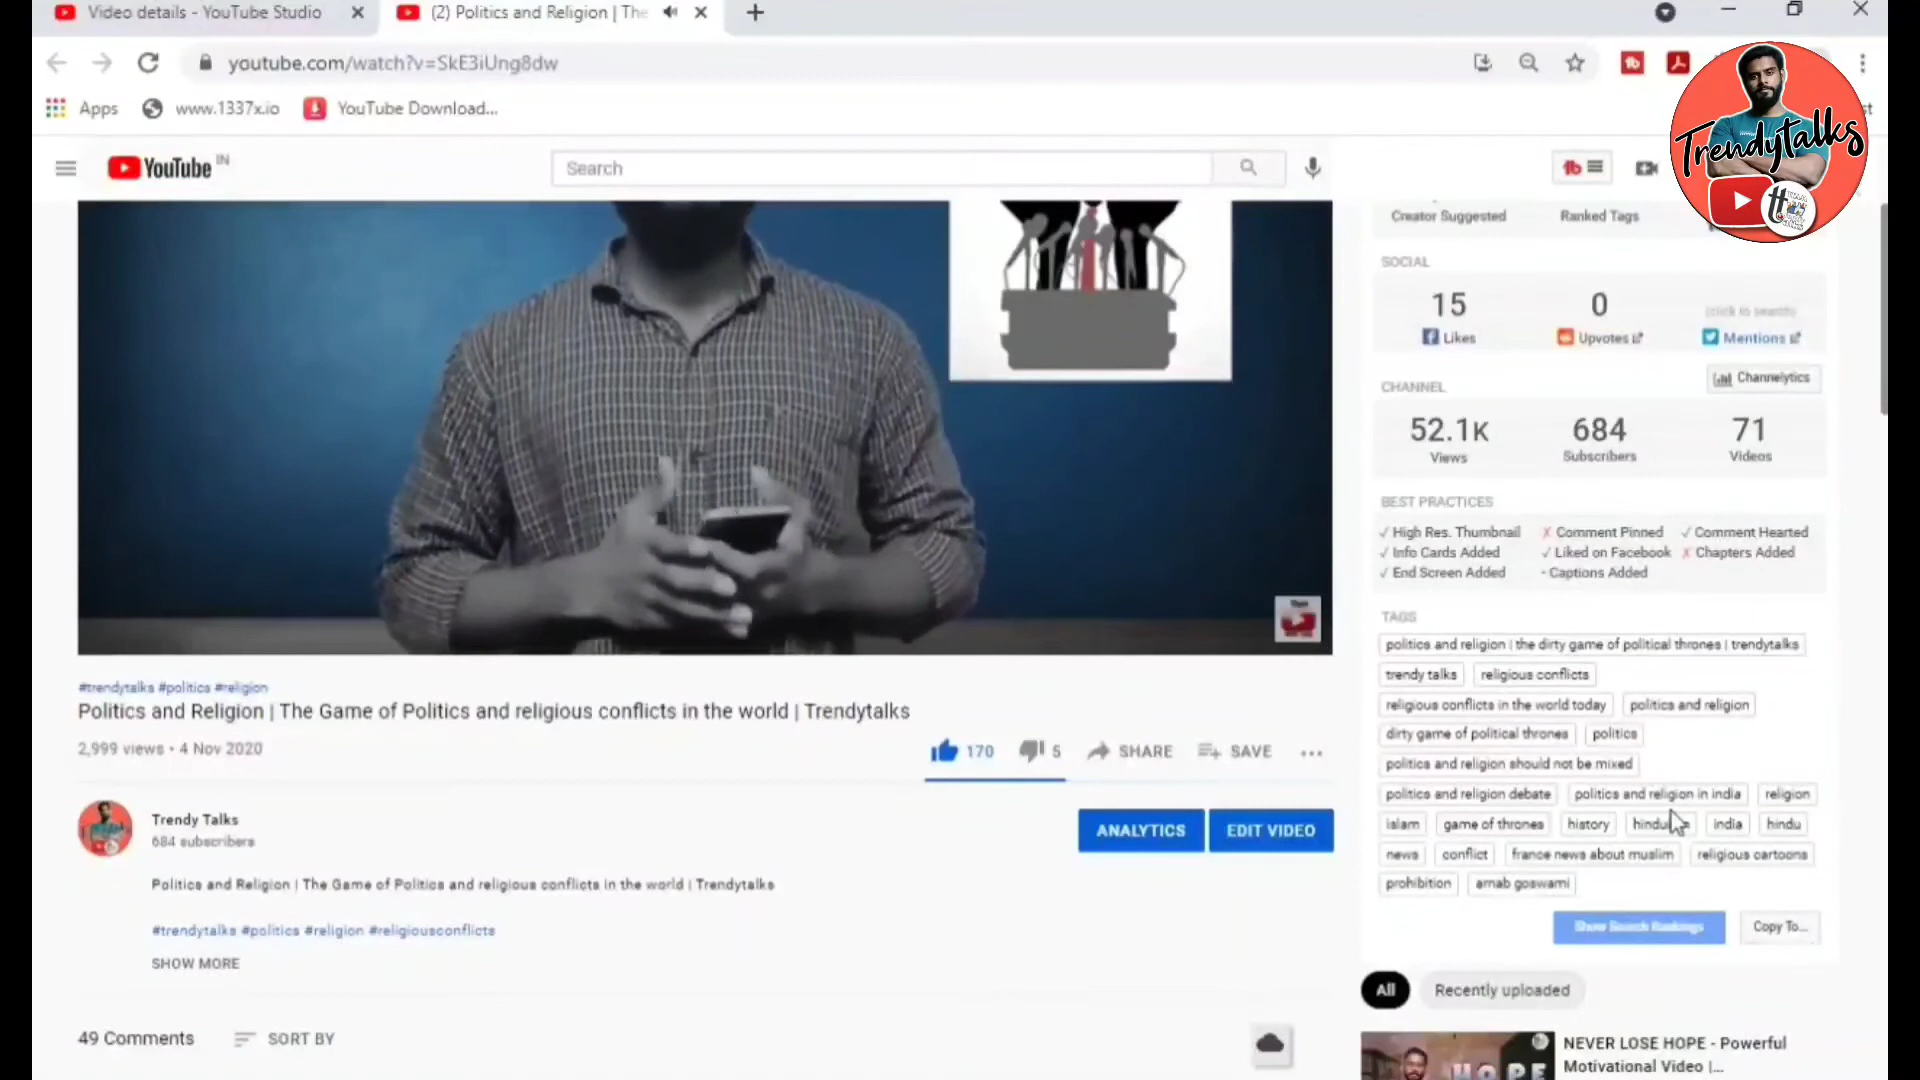 Video details - YouTube Studio
(2) Politics and Religion | The
youtube.com/watch?v=SkE3iUng8dw
Apps
www.1337x.io
YouTube Download...
YouTube IN
Search
Trendytalks
Creator Suggested
Ranked Tags
SOCIAL
15
0
(click to search)
Likes
Upvotes
Mentions
CHANNEL
Channelytics
52.1K
684
71
Views
Subscribers
Videos
BEST PRACTICES
✓ High Res. Thumbnail
✗ Comment Pinned
✓ Comment Hearted
✓ Info Cards Added
✓ Liked on Facebook
✗ Chapters Added
✓ End Screen Added
- Captions Added
TAGS
politics and religion | the dirty game of political thrones | trendytalks
trendy talks
religious conflicts
religious conflicts in the world today
politics and religion
dirty game of political thrones
politics
politics and religion should not be mixed
politics and religion debate
politics and religion in india
religion
islam
game of thrones
history
india
hindu
news
conflict
france news about muslim
religious cartoons
prohibition
arnab goswami
Show Search Rankings
Copy To...
#trendytalks #politics #religion
Politics and Religion | The Game of Politics and religious conflicts in the world | Trendytalks
2,999 views • 4 Nov 2020
170
5
SHARE
SAVE
Trendy Talks
684 subscribers
ANALYTICS
EDIT VIDEO
Politics and Religion | The Game of Politics and religious conflicts in the world | Trendytalks
#trendytalks #politics #religion #religiousconflicts
SHOW MORE
49 Comments
SORT BY
All
Recently uploaded
NEVER LOSE HOPE - Powerful
Motivational Video |...
HOPE